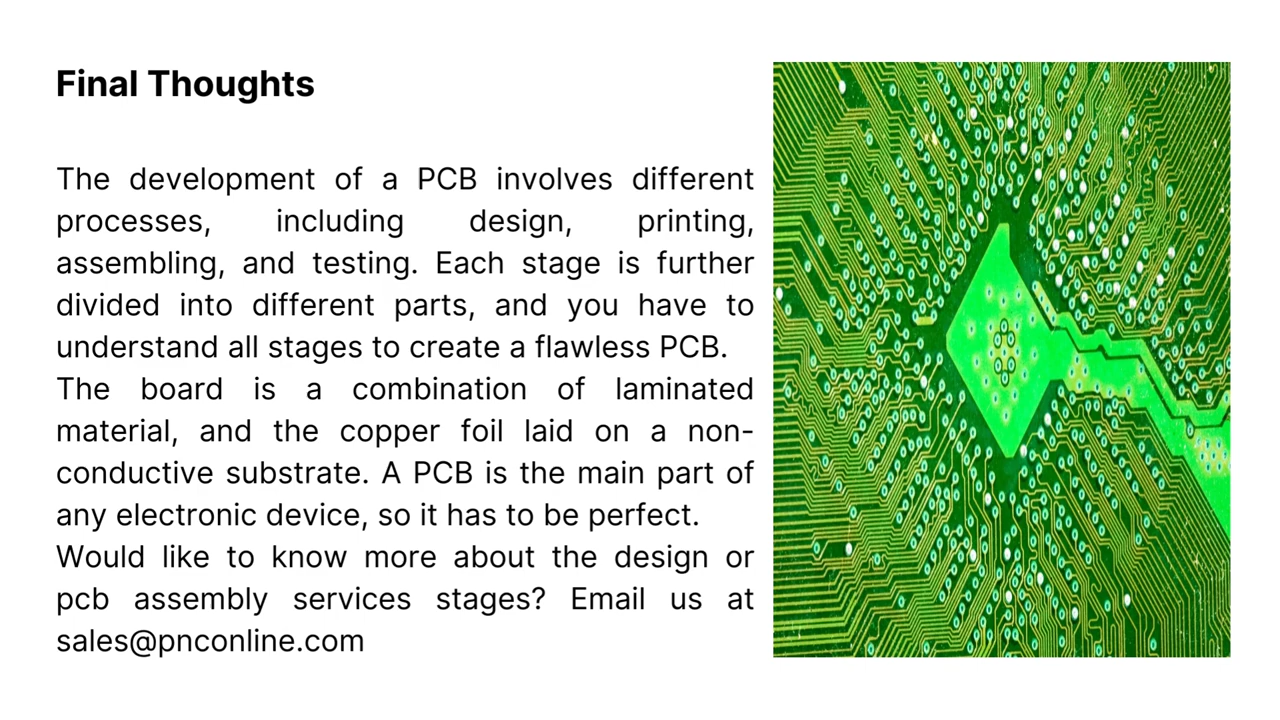 Final Thoughts
The development of a PCB involves different
processes, including design, printing,
assembling, and testing. Each stage is further
divided into different parts, and you have to
understand all stages to create a flawless PCB.
The board is a combination of laminated
material, and the copper foil laid on a non-
conductive substrate. A PCB is the main part of
any electronic device, so it has to be perfect.
Would like to know more about the design or
pcb assembly services stages? Email us at
sales@pnconline.com